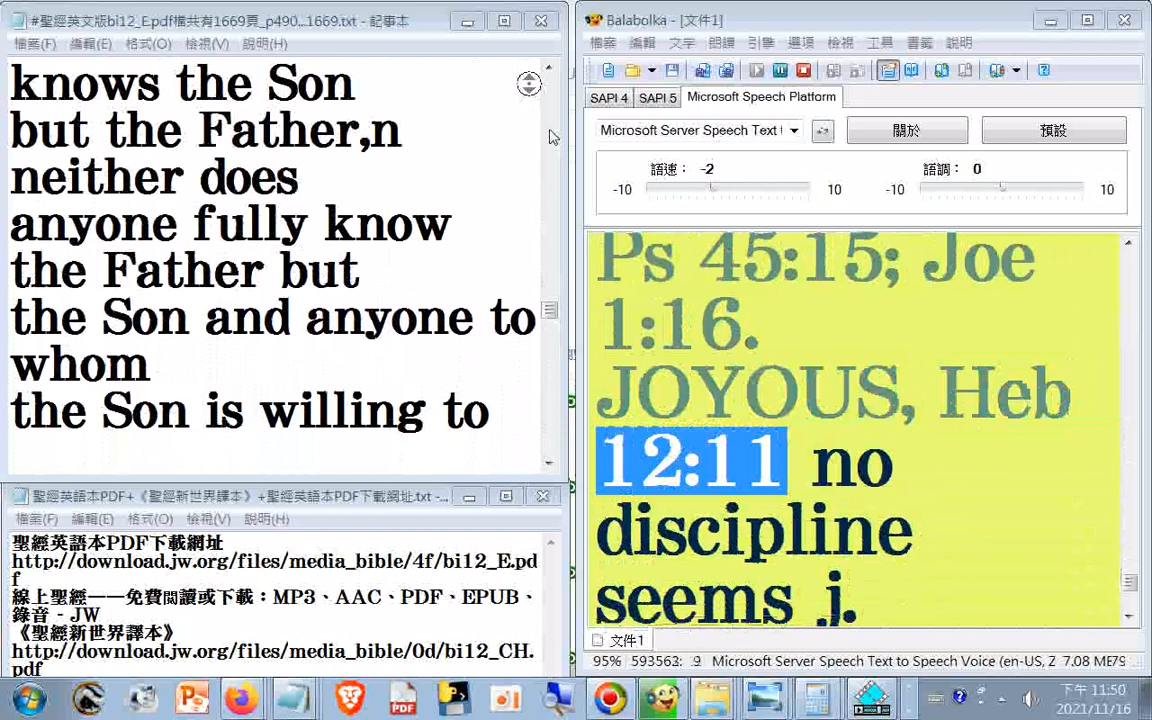 #聖經英文版bi12_E.pdf檔共有1669頁_p490...1669.txt - 記事本
檔案(F) 編輯(E) 格式(O) 檢視(V) 說明(H)
knows the Son
but the Father,n
neither does
anyone fully know
the Father but
the Son and anyone to
whom
the Son is willing to
聖經英語本PDF+《聖經新世界譯本》+聖經英語本PDF下載網址.txt -...
檔案(F) 編輯(E) 格式(O) 檢視(V) 說明(H)
聖經英語本PDF下載網址
http://download.jw.org/files/media_bible/4f/bi12_E.pd
f
線上聖經——免費閱讀或下載：MP3、AAC、PDF、EPUB、
錄音 - JW
《聖經新世界譯本》
http://download.jw.org/files/media_bible/0d/bi12_CH.
pdf
Balabolka - [文件1]
檔案 編輯 文字 朗讀 引擎 選項 檢視 工具 書籤 說明
SAPI 4 SAPI 5 Microsoft Speech Platform
Microsoft Server Speech Text 關於 預設
語速： -2 語調： 0
-10 10 -10 10
Ps 45:15; Joe
1:16.
JOYOUS, Heb
12:11 no
discipline
seems j.
文件1
95% 593563: .9 Microsoft Server Speech Text to Speech Voice (en-US, Z 7.08 ME79
下午 11:50
2021/11/16